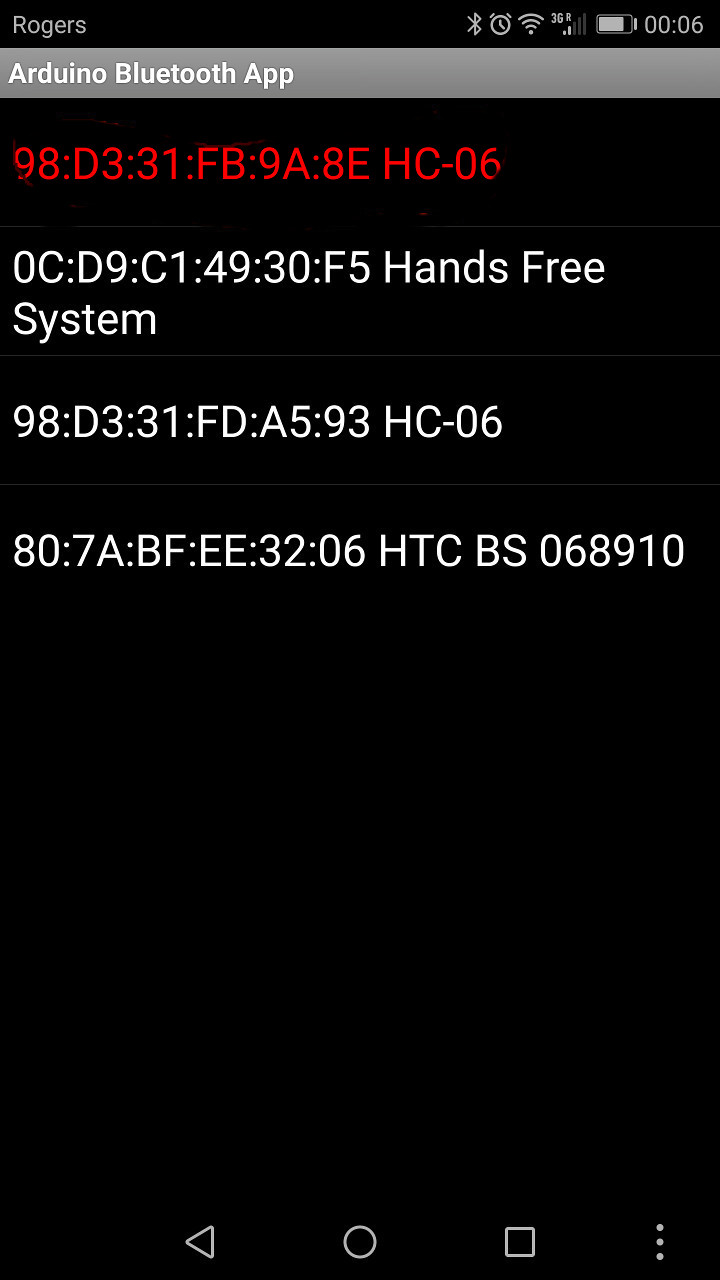 Rogers 3G R 00:06
Arduino Bluetooth App
98:D3:31:FB:9A:8E HC-06
0C:D9:C1:49:30:F5 Hands Free
System
98:D3:31:FD:A5:93 HC-06
80:7A:BF:EE:32:06 HTC BS 068910